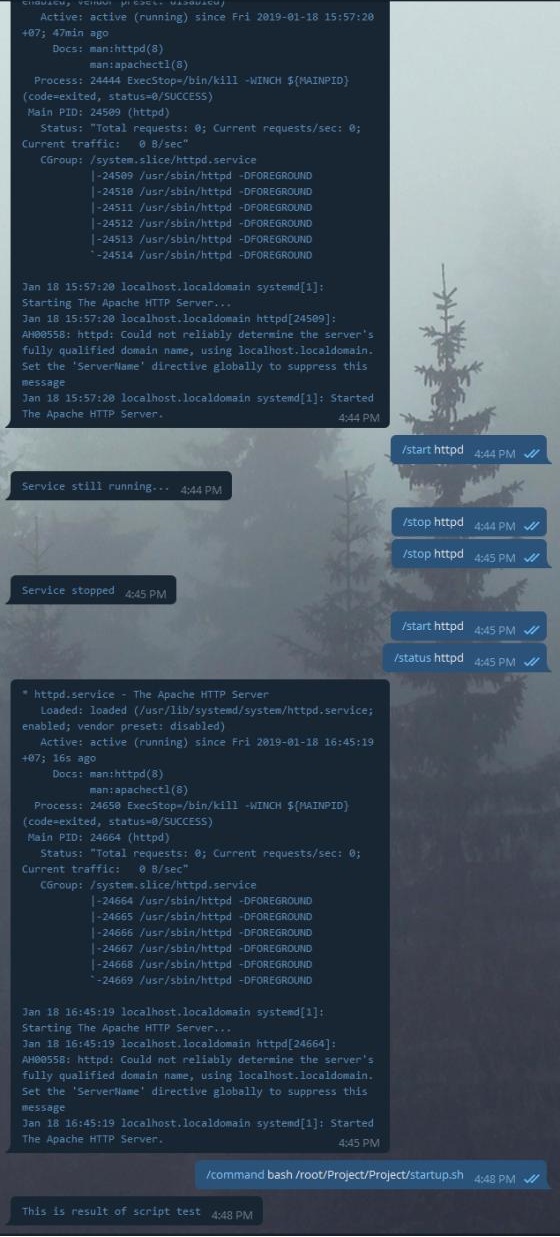 enabled; vendor preset: disabled)
Active: active (running) since Fri 2019-01-18 15:57:20
+07; 47min ago
Docs: man:httpd(8)
man:apachectl(8)
Process: 24444 ExecStop=/bin/kill -WINCH ${MAINPID}
(code=exited, status=0/SUCCESS)
Main PID: 24509 (httpd)
Status: "Total requests: 0; Current requests/sec: 0;
Current traffic:   0 B/sec"
CGroup: /system.slice/httpd.service
|-24509 /usr/sbin/httpd -DFOREGROUND
|-24510 /usr/sbin/httpd -DFOREGROUND
|-24511 /usr/sbin/httpd -DFOREGROUND
|-24512 /usr/sbin/httpd -DFOREGROUND
|-24513 /usr/sbin/httpd -DFOREGROUND
`-24514 /usr/sbin/httpd -DFOREGROUND
Jan 18 15:57:20 localhost.localdomain systemd[1]:
Starting The Apache HTTP Server...
Jan 18 15:57:20 localhost.localdomain httpd[24509]:
AH00558: httpd: Could not reliably determine the server's
fully qualified domain name, using localhost.localdomain.
Set the 'ServerName' directive globally to suppress this
message
Jan 18 15:57:20 localhost.localdomain systemd[1]: Started
The Apache HTTP Server. 4:44 PM
/start httpd 4:44 PM
Service still running... 4:44 PM
/stop httpd 4:44 PM
/stop httpd 4:45 PM
Service stopped 4:45 PM
/start httpd 4:45 PM
/status httpd 4:45 PM
* httpd.service - The Apache HTTP Server
Loaded: loaded (/usr/lib/systemd/system/httpd.service;
enabled; vendor preset: disabled)
Active: active (running) since Fri 2019-01-18 16:45:19
+07; 16s ago
Docs: man:httpd(8)
man:apachectl(8)
Process: 24650 ExecStop=/bin/kill -WINCH ${MAINPID}
(code=exited, status=0/SUCCESS)
Main PID: 24664 (httpd)
Status: "Total requests: 0; Current requests/sec: 0;
Current traffic:   0 B/sec"
CGroup: /system.slice/httpd.service
|-24664 /usr/sbin/httpd -DFOREGROUND
|-24665 /usr/sbin/httpd -DFOREGROUND
|-24666 /usr/sbin/httpd -DFOREGROUND
|-24667 /usr/sbin/httpd -DFOREGROUND
|-24668 /usr/sbin/httpd -DFOREGROUND
`-24669 /usr/sbin/httpd -DFOREGROUND
Jan 18 16:45:19 localhost.localdomain systemd[1]:
Starting The Apache HTTP Server...
Jan 18 16:45:19 localhost.localdomain httpd[24664]:
AH00558: httpd: Could not reliably determine the server's
fully qualified domain name, using localhost.localdomain.
Set the 'ServerName' directive globally to suppress this
message
Jan 18 16:45:19 localhost.localdomain systemd[1]: Started
The Apache HTTP Server. 4:45 PM
/command bash /root/Project/Project/startup.sh 4:48 PM
This is result of script test 4:48 PM